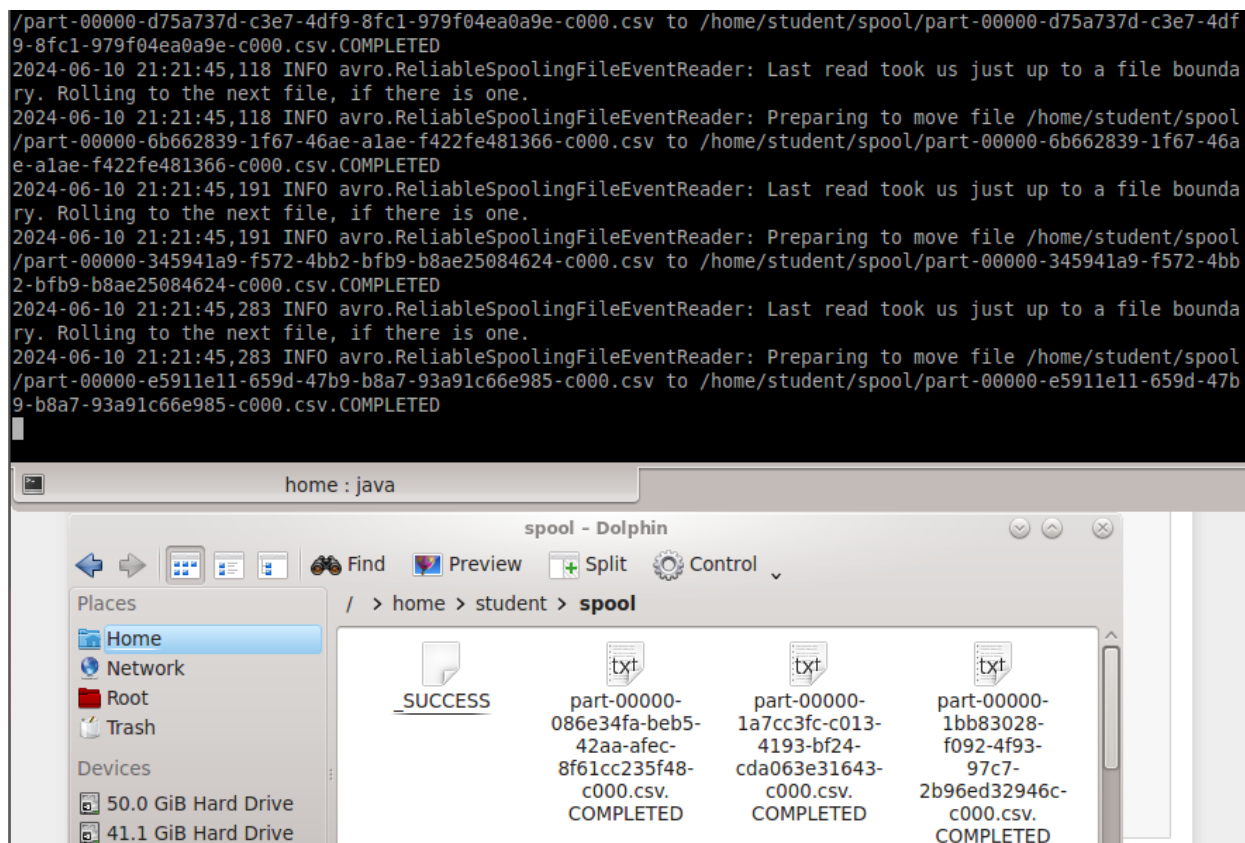 /part-00000-d75a737d-c3e7-4df9-8fc1-979f04ea0a9e-c000.csv to /home/student/spool/part-00000-d75a737d-c3e7-4df
9-8fc1-979f04ea0a9e-c000.csv.COMPLETED
2024-06-10 21:21:45,118 INFO avro.ReliableSpoolingFileEventReader: Last read took us just up to a file bounda
ry. Rolling to the next file, if there is one.
2024-06-10 21:21:45,118 INFO avro.ReliableSpoolingFileEventReader: Preparing to move file /home/student/spool
/part-00000-6b662839-1f67-46ae-a1ae-f422fe481366-c000.csv to /home/student/spool/part-00000-6b662839-1f67-46a
e-a1ae-f422fe481366-c000.csv.COMPLETED
2024-06-10 21:21:45,191 INFO avro.ReliableSpoolingFileEventReader: Last read took us just up to a file bounda
ry. Rolling to the next file, if there is one.
2024-06-10 21:21:45,191 INFO avro.ReliableSpoolingFileEventReader: Preparing to move file /home/student/spool
/part-00000-345941a9-f572-4bb2-bfb9-b8ae25084624-c000.csv to /home/student/spool/part-00000-345941a9-f572-4bb
2-bfb9-b8ae25084624-c000.csv.COMPLETED
2024-06-10 21:21:45,283 INFO avro.ReliableSpoolingFileEventReader: Last read took us just up to a file bounda
ry. Rolling to the next file, if there is one.
2024-06-10 21:21:45,283 INFO avro.ReliableSpoolingFileEventReader: Preparing to move file /home/student/spool
/part-00000-e5911e11-659d-47b9-b8a7-93a91c66e985-c000.csv to /home/student/spool/part-00000-e5911e11-659d-47b
9-b8a7-93a91c66e985-c000.csv.COMPLETED
home : java
spool – Dolphin
Find Preview Split Control
Places
/ > home > student > spool
Home
Network
Root
Trash
Devices
50.0 GiB Hard Drive
41.1 GiB Hard Drive
_SUCCESS
part-00000-
086e34fa-beb5-
42aa-afec-
8f61cc235f48-
c000.csv.
COMPLETED
txt
part-00000-
1a7cc3fc-c013-
4193-bf24-
cda063e31643-
c000.csv.
COMPLETED
txt
part-00000-
1bb83028-
f092-4f93-
97c7-
2b96ed32946c-
c000.csv.
COMPLETED
txt